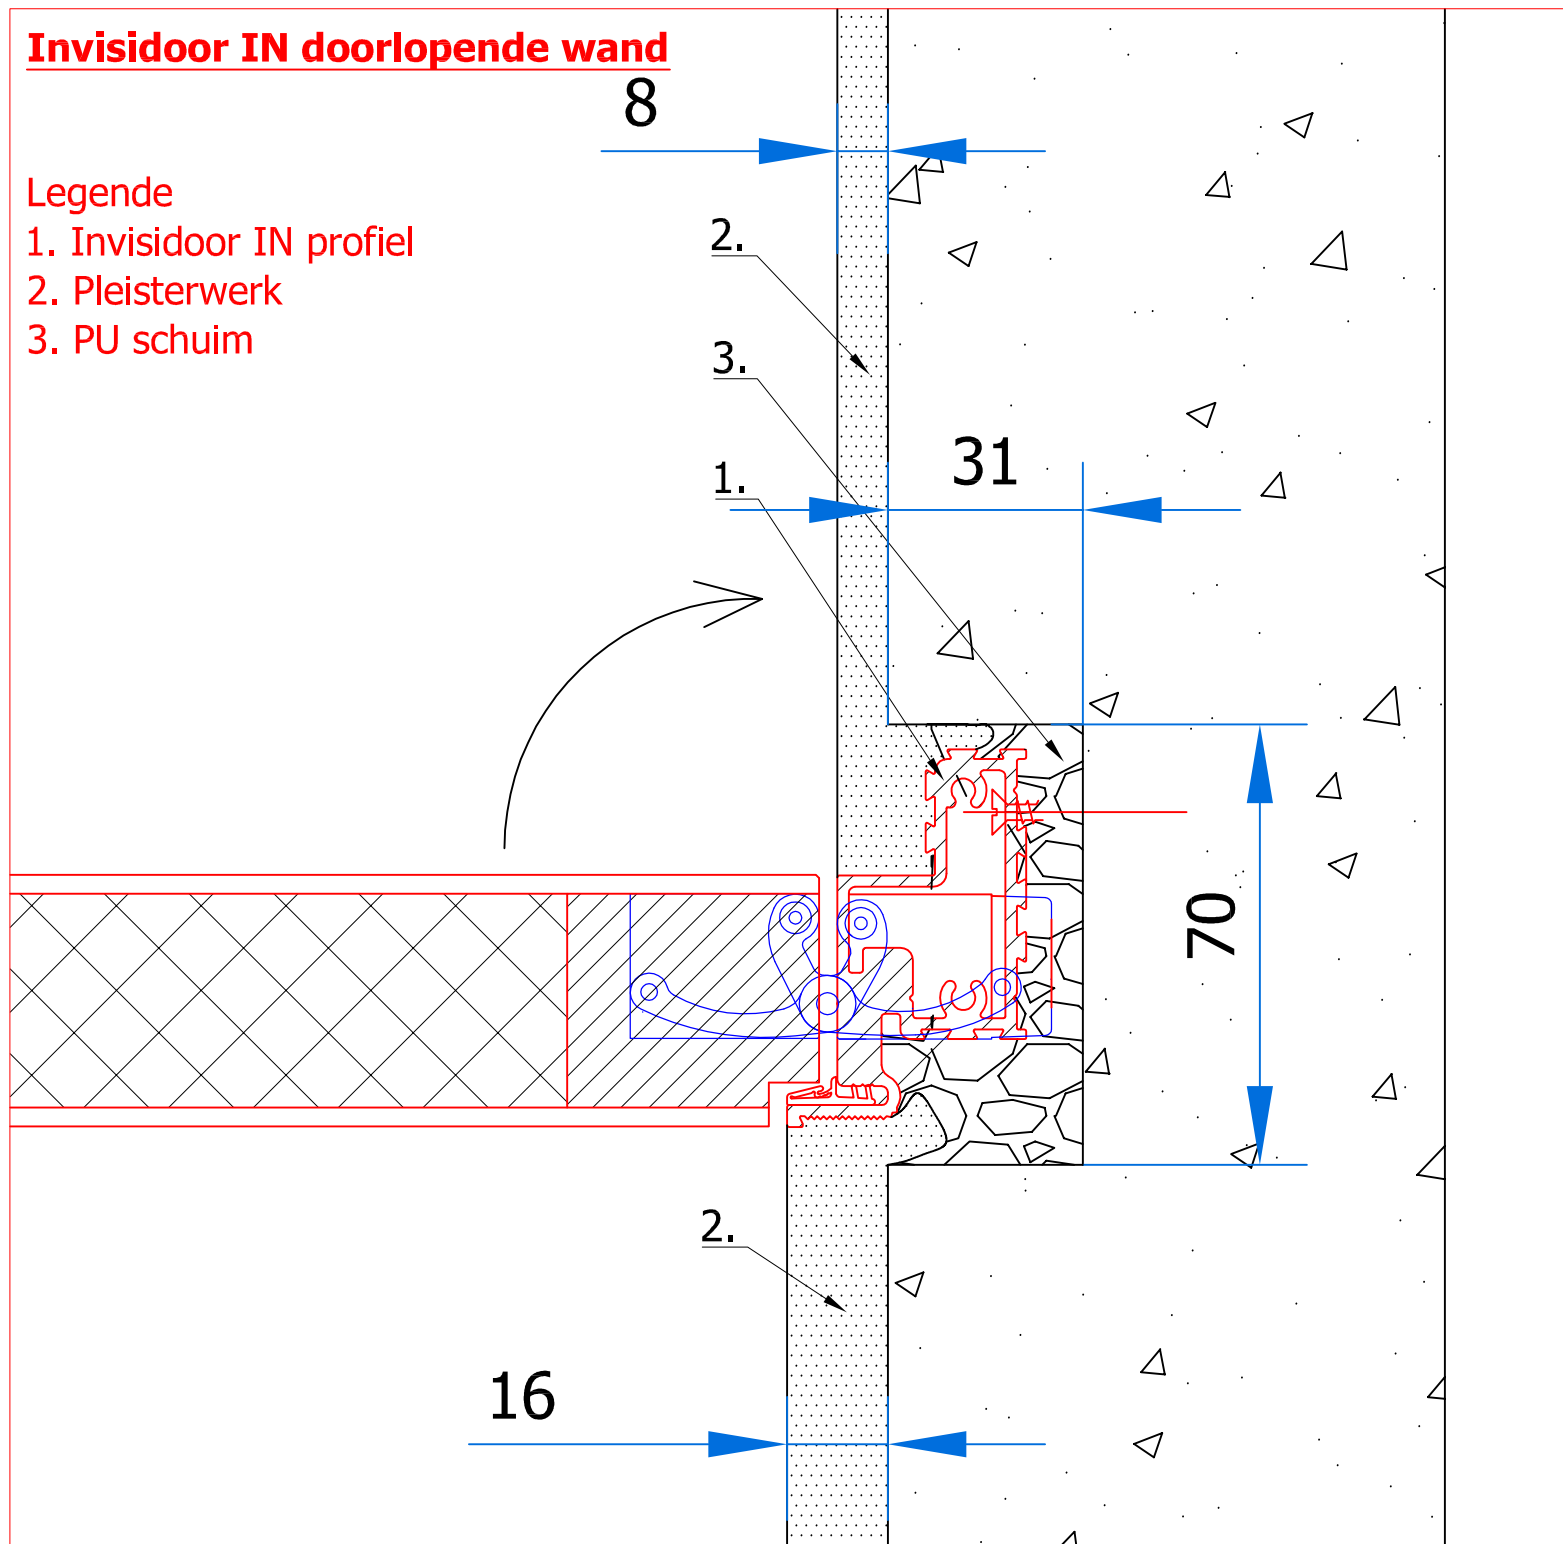 Invisidoor IN doorlopende wand
8
Legende
1. Invisidoor IN profiel
2. Pleisterwerk
3. PU schuim
2.
3.
31
1.
70
2.
16